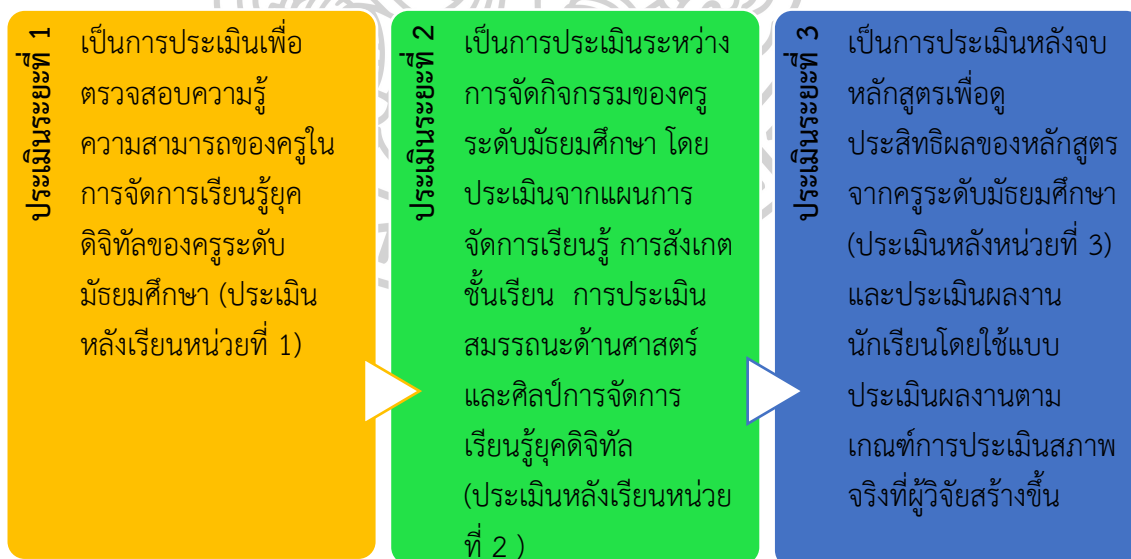 ประเมินระยะที่ 1
เป็นการประเมินเพื่อ
ตรวจสอบความรู้
ความสามารถของครูใน
การจัดการเรียนรู้ยุค
ดิจิทัลของครูระดับ
มัธยมศึกษา (ประเมิน
หลังเรียนหน่วยที่ 1)
ประเมินระยะที่ 2
เป็นการประเมินระหว่าง
การจัดกิจกรรมของครู
ระดับมัธยมศึกษา โดย
ประเมินจากแผนการ
จัดการเรียนรู้ การสังเกต
ชั้นเรียน การประเมิน
สมรรถนะด้านศาสตร์
และศิลป์การจัดการ
เรียนรู้ยุคดิจิทัล
(ประเมินหลังเรียนหน่วย
ที่ 2 )
ประเมินระยะที่ 3
เป็นการประเมินหลังจบ
หลักสูตรเพื่อดู
ประสิทธิผลของหลักสูตร
จากครูระดับมัธยมศึกษา
(ประเมินหลังหน่วยที่ 3)
และประเมินผลงาน
นักเรียนโดยใช้แบบ
ประเมินผลงานตาม
เกณฑ์การประเมินสภาพ
จริงที่ผู้วิจัยสร้างขึ้น